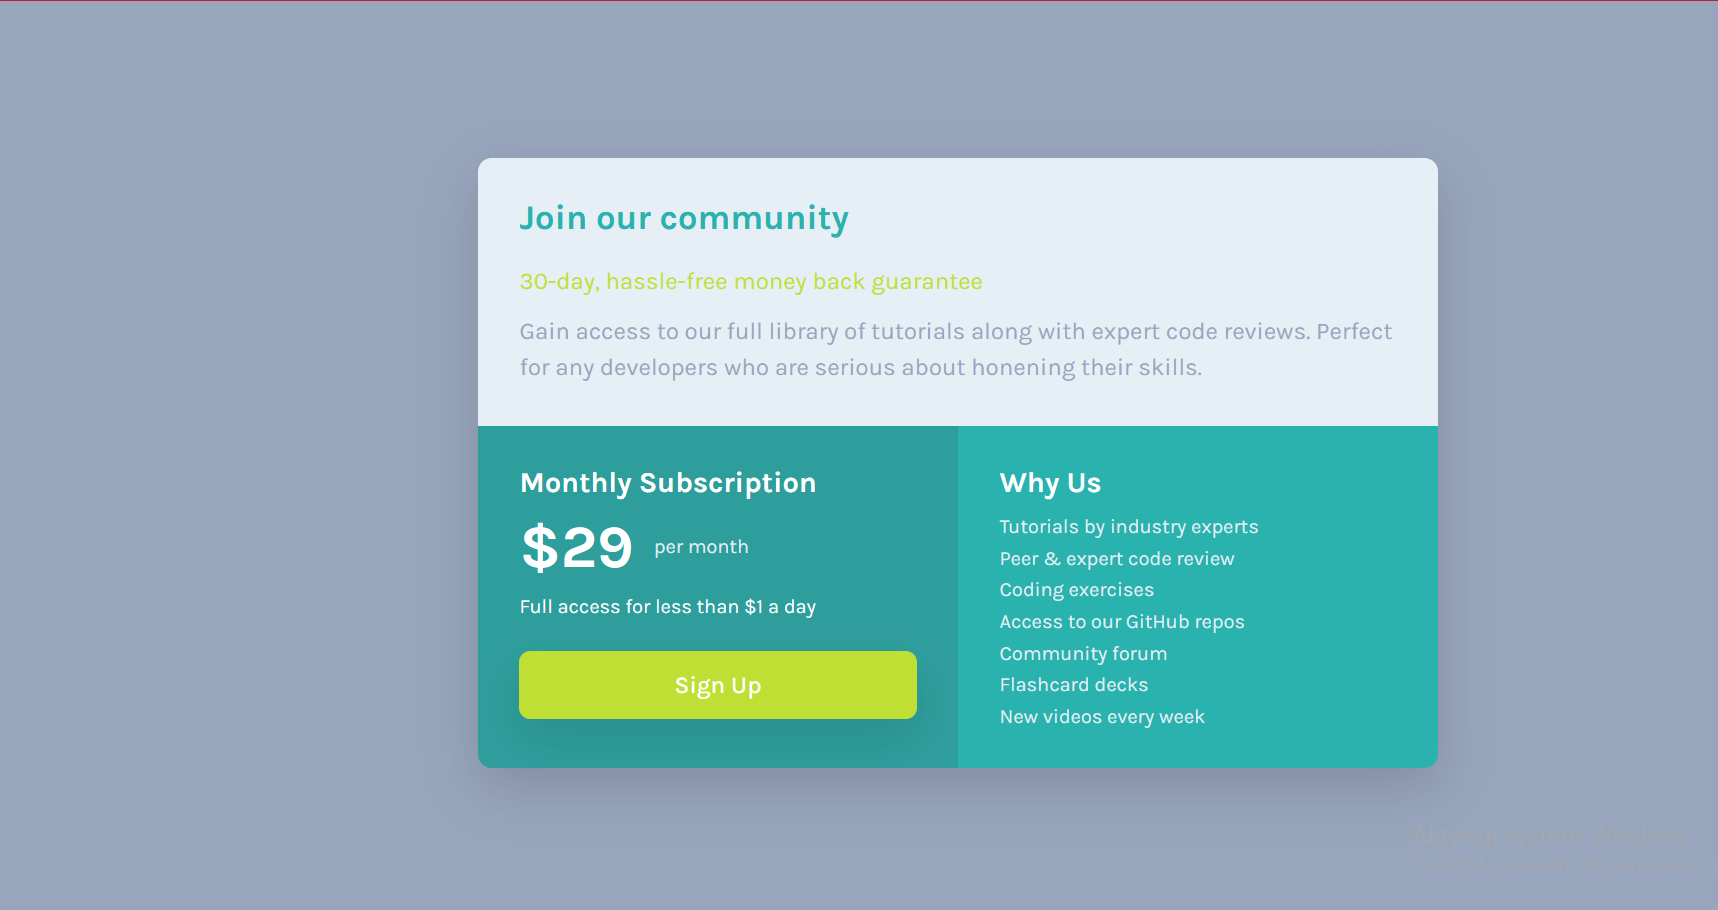 Join our community
30-day, hassle-free money back guarantee
Gain access to our full library of tutorials along with expert code reviews. Perfect
for any developers who are serious about honening their skills.
Monthly Subscription
$29 per month
Full access for less than $1 a day
Sign Up
Why Us
Tutorials by industry experts
Peer & expert code review
Coding exercises
Access to our GitHub repos
Community forum
Flashcard decks
New videos every week
Aktywuj system Windows